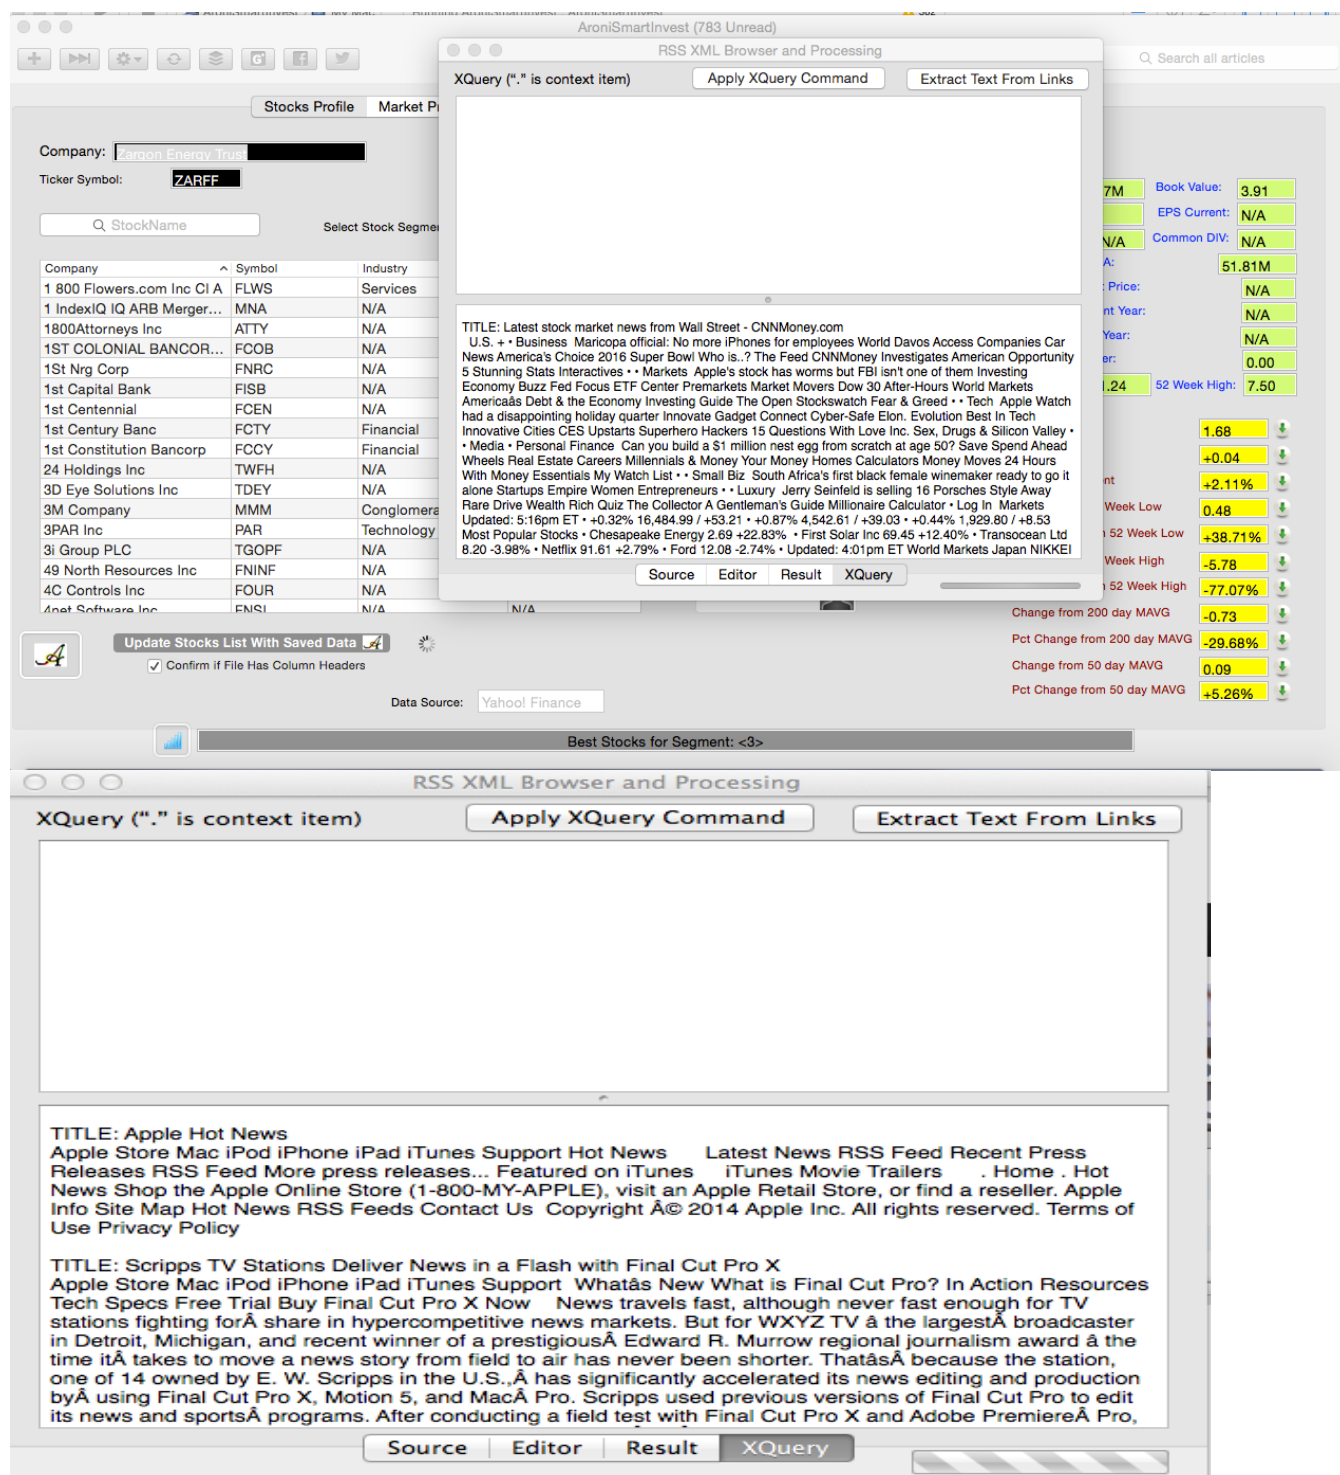 AroniSmartInvest (783 Unread)
Search all articles
RSS XML Browser and Processing
XQuery ("." is context item)
Apply XQuery Command
Extract Text From Links
Stocks Profile
Market P
Company: Zargon Energy Trust
Ticker Symbol: ZARFF
StockName
Select Stock Segme
Company Symbol Industry
1 800 Flowers.com Inc Cl A FLWS Services
1 IndexIQ IQ ARB Merger... MNA N/A
1800Attorneys Inc ATTY N/A
1ST COLONIAL BANCOR... FCOB N/A
1St Nrg Corp FNRC N/A
1st Capital Bank FISB N/A
1st Centennial FCEN N/A
1st Century Banc FCTY Financial
1st Constitution Bancorp FCCY Financial
24 Holdings Inc TWFH N/A
3D Eye Solutions Inc TDEY N/A
3M Company MMM Conglomera
3PAR Inc PAR Technology
3i Group PLC TGOPF N/A
49 North Resources Inc FNINF N/A
4C Controls Inc FOUR N/A
4net Software Inc FNSI N/A N/A
TITLE: Latest stock market news from Wall Street - CNNMoney.com
U.S. + • Business Maricopa official: No more iPhones for employees World Davos Access Companies Car
News America's Choice 2016 Super Bowl Who is..? The Feed CNNMoney Investigates American Opportunity
5 Stunning Stats Interactives • • Markets Apple's stock has worms but FBI isn't one of them Investing
Economy Buzz Fed Focus ETF Center Premarkets Market Movers Dow 30 After-Hours World Markets
Americaâs Debt & the Economy Investing Guide The Open Stockswatch Fear & Greed • • Tech Apple Watch
had a disappointing holiday quarter Innovate Gadget Connect Cyber-Safe Elon. Evolution Best In Tech
Innovative Cities CES Upstarts Superhero Hackers 15 Questions With Love Inc. Sex, Drugs & Silicon Valley •
• Media • Personal Finance Can you build a $1 million nest egg from scratch at age 50? Save Spend Ahead
Wheels Real Estate Careers Millennials & Money Your Money Homes Calculators Money Moves 24 Hours
With Money Essentials My Watch List • • Small Biz South Africa's first black female winemaker ready to go it
alone Startups Empire Women Entrepreneurs • • Luxury Jerry Seinfeld is selling 16 Porsches Style Away
Rare Drive Wealth Rich Quiz The Collector A Gentleman's Guide Millionaire Calculator • Log In Markets
Updated: 5:16pm ET • +0.32% 16,484.99 / +53.21 • +0.87% 4,542.61 / +39.03 • +0.44% 1,929.80 / +8.53
Most Popular Stocks • Chesapeake Energy 2.69 +22.83% • First Solar Inc 69.45 +12.40% • Transocean Ltd
8.20 -3.98% • Netflix 91.61 +2.79% • Ford 12.08 -2.74% • Updated: 4:01pm ET World Markets Japan NIKKEI
Source Editor Result XQuery
7M Book Value: 3.91
EPS Current: N/A
N/A Common DIV: N/A
A: 51.81M
Price: N/A
nt Year: N/A
Year: N/A
er: 0.00
1.24 52 Week High: 7.50
1.68
+0.04
nt +2.11%
Week Low 0.48
52 Week Low +38.71%
Week High -5.78
52 Week High -77.07%
Change from 200 day MAVG -0.73
Pct Change from 200 day MAVG -29.68%
Change from 50 day MAVG 0.09
Pct Change from 50 day MAVG +5.26%
Update Stocks List With Saved Data
Confirm if File Has Column Headers
Data Source: Yahoo! Finance
Best Stocks for Segment: <3>
RSS XML Browser and Processing
XQuery ("." is context item)
Apply XQuery Command
Extract Text From Links
TITLE: Apple Hot News
Apple Store Mac iPod iPhone iPad iTunes Support Hot News Latest News RSS Feed Recent Press
Releases RSS Feed More press releases... Featured on iTunes iTunes Movie Trailers . Home . Hot
News Shop the Apple Online Store (1-800-MY-APPLE), visit an Apple Retail Store, or find a reseller. Apple
Info Site Map Hot News RSS Feeds Contact Us Copyright Â© 2014 Apple Inc. All rights reserved. Terms of
Use Privacy Policy
TITLE: Scripps TV Stations Deliver News in a Flash with Final Cut Pro X
Apple Store Mac iPod iPhone iPad iTunes Support Whatâs New What is Final Cut Pro? In Action Resources
Tech Specs Free Trial Buy Final Cut Pro X Now News travels fast, although never fast enough for TV
stations fighting forÂ share in hypercompetitive news markets. But for WXYZ TV â the largestÂ broadcaster
in Detroit, Michigan, and recent winner of a prestigiousÂ Edward R. Murrow regional journalism award â the
time itÂ takes to move a news story from field to air has never been shorter. ThatâsÂ because the station,
one of 14 owned by E. W. Scripps in the U.S.,Â has significantly accelerated its news editing and production
byÂ using Final Cut Pro X, Motion 5, and MacÂ Pro. Scripps used previous versions of Final Cut Pro to edit
its news and sportsÂ programs. After conducting a field test with Final Cut Pro X and Adobe PremiereÂ Pro,
Source Editor Result XQuery